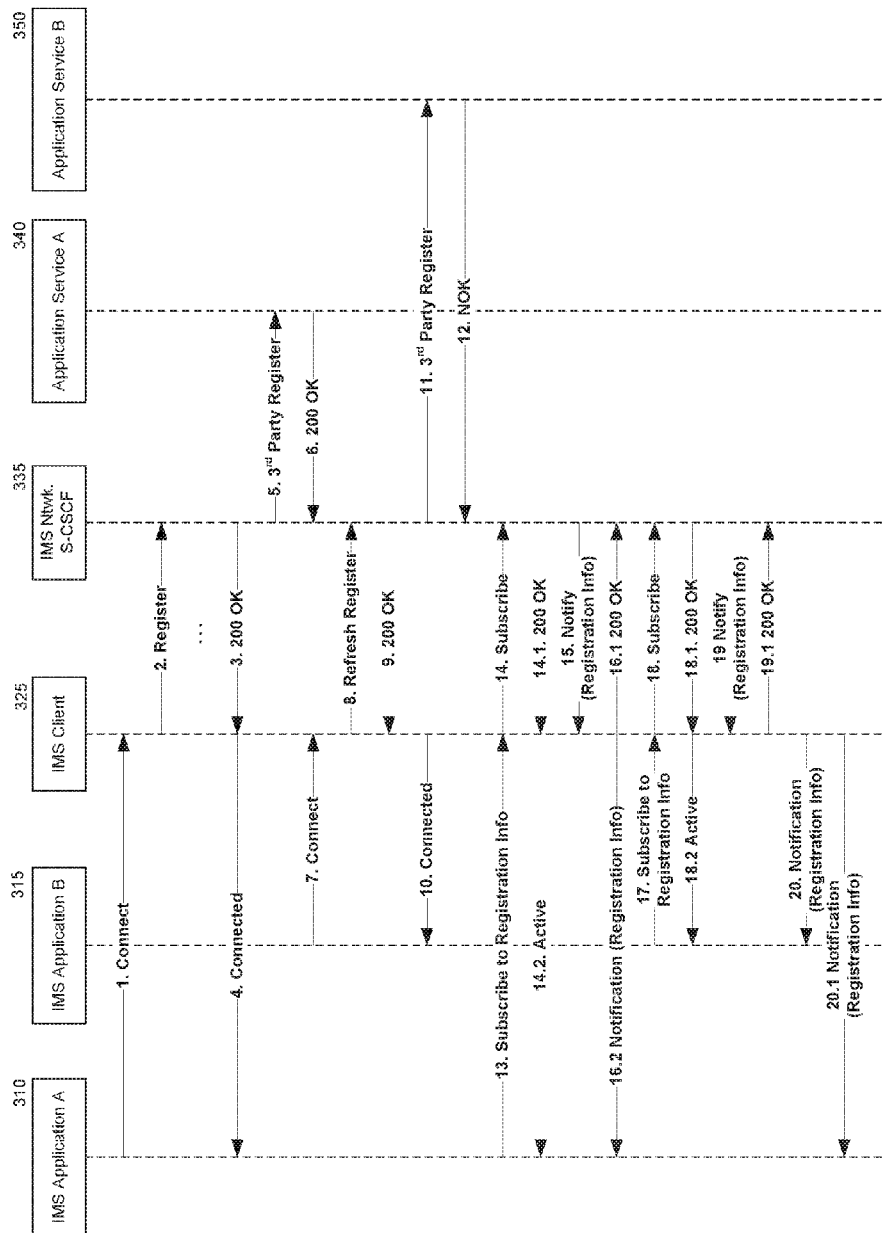 310
IMS Application A
315
IMS Application B
325
IMS Client
335
IMS Ntwk.
S-CSCF
340
Application Service A
350
Application Service B
1. Connect
2. Register
...
3. 200 OK
4. Connected
5. 3rd Party Register
6. 200 OK
7. Connect
8. Refresh Register
9. 200 OK
10. Connected
11. 3rd Party Register
12. NOK
13. Subscribe to Registration Info
14. Subscribe
14.1. 200 OK
14.2. Active
15. Notify
(Registration Info)
16.1 200 OK
16.2 Notification (Registration Info)
17. Subscribe to
Registration Info
18. Subscribe
18.1. 200 OK
18.2 Active
19 Notify
(Registration Info)
19.1 200 OK
20. Notification
(Registration Info)
20.1 Notification
(Registration Info)